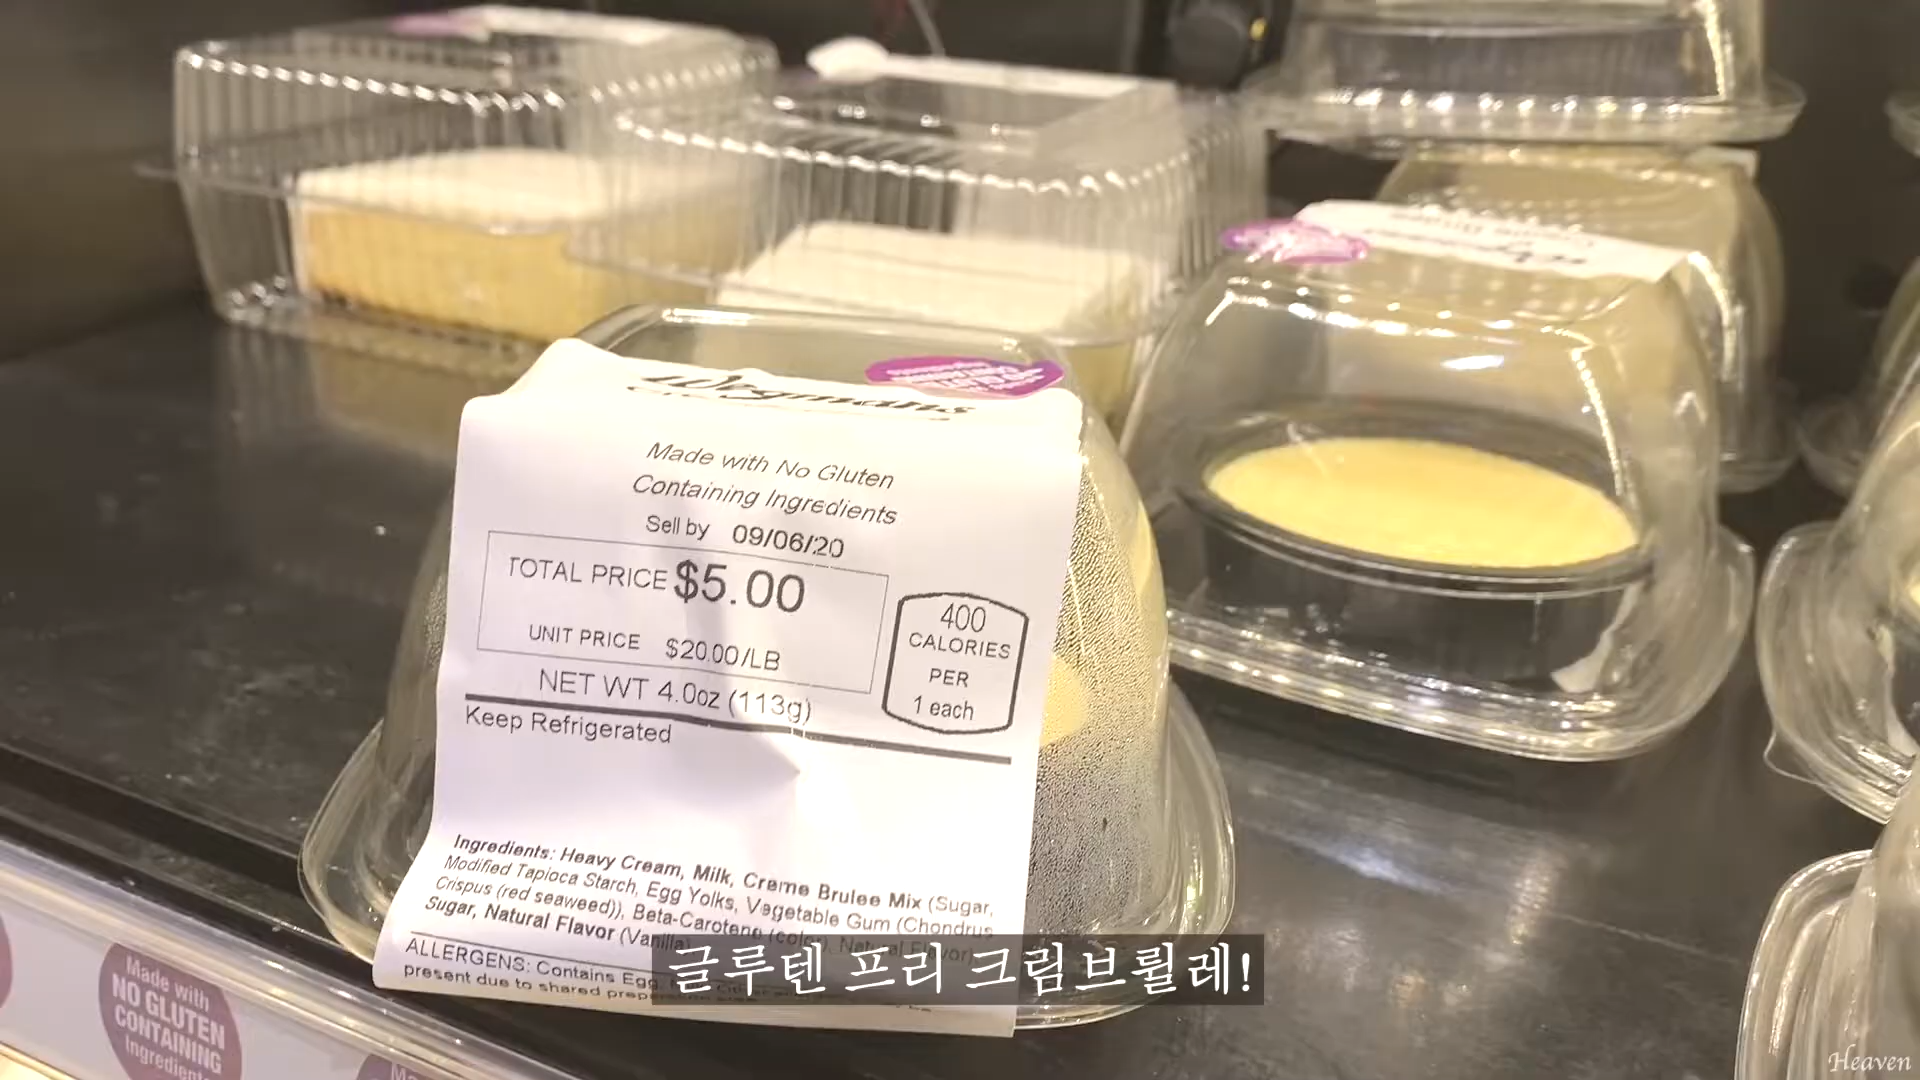 Wegmans
Made with No Gluten
Containing Ingredients
Sell by 09/06/20
TOTAL PRICE $5.00
UNIT PRICE $20.00/LB
NET WT 4.0oz (113g)
400
CALORIES
PER
1 each
Keep Refrigerated
Ingredients: Heavy Cream, Milk, Creme Brulee Mix (Sugar,
Modified Tapioca Starch, Egg Yolks, Vegetable Gum (Chondrus
Crispus (red seaweed)), Beta-Carotene (color), Natural Flavor),
Sugar, Natural Flavor (Vanilla)
ALLERGENS: Contains Egg,
present due to shared
글루텐 프리 크림브륄레!
Made with
NO GLUTEN
CONTAINING
Ingredients
Heaven